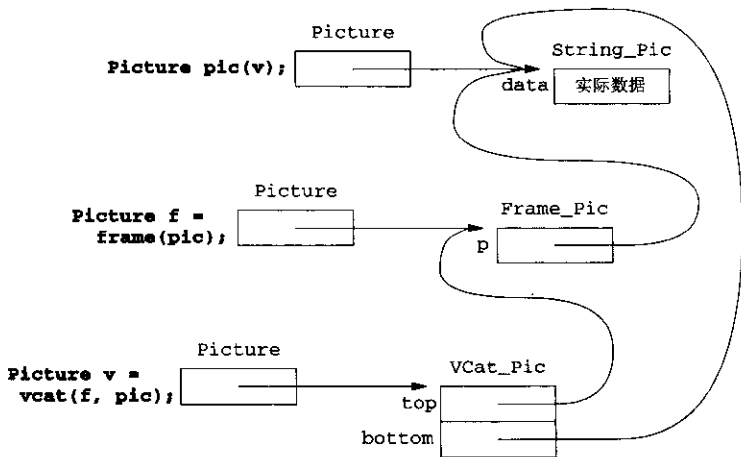 Picture
String_Pic
Picture pic(v);
data
实际数据
Picture
Frame_Pic
Picture f =
frame(pic);
p
Picture
VCat_Pic
Picture v =
vcat(f, pic);
top
bottom